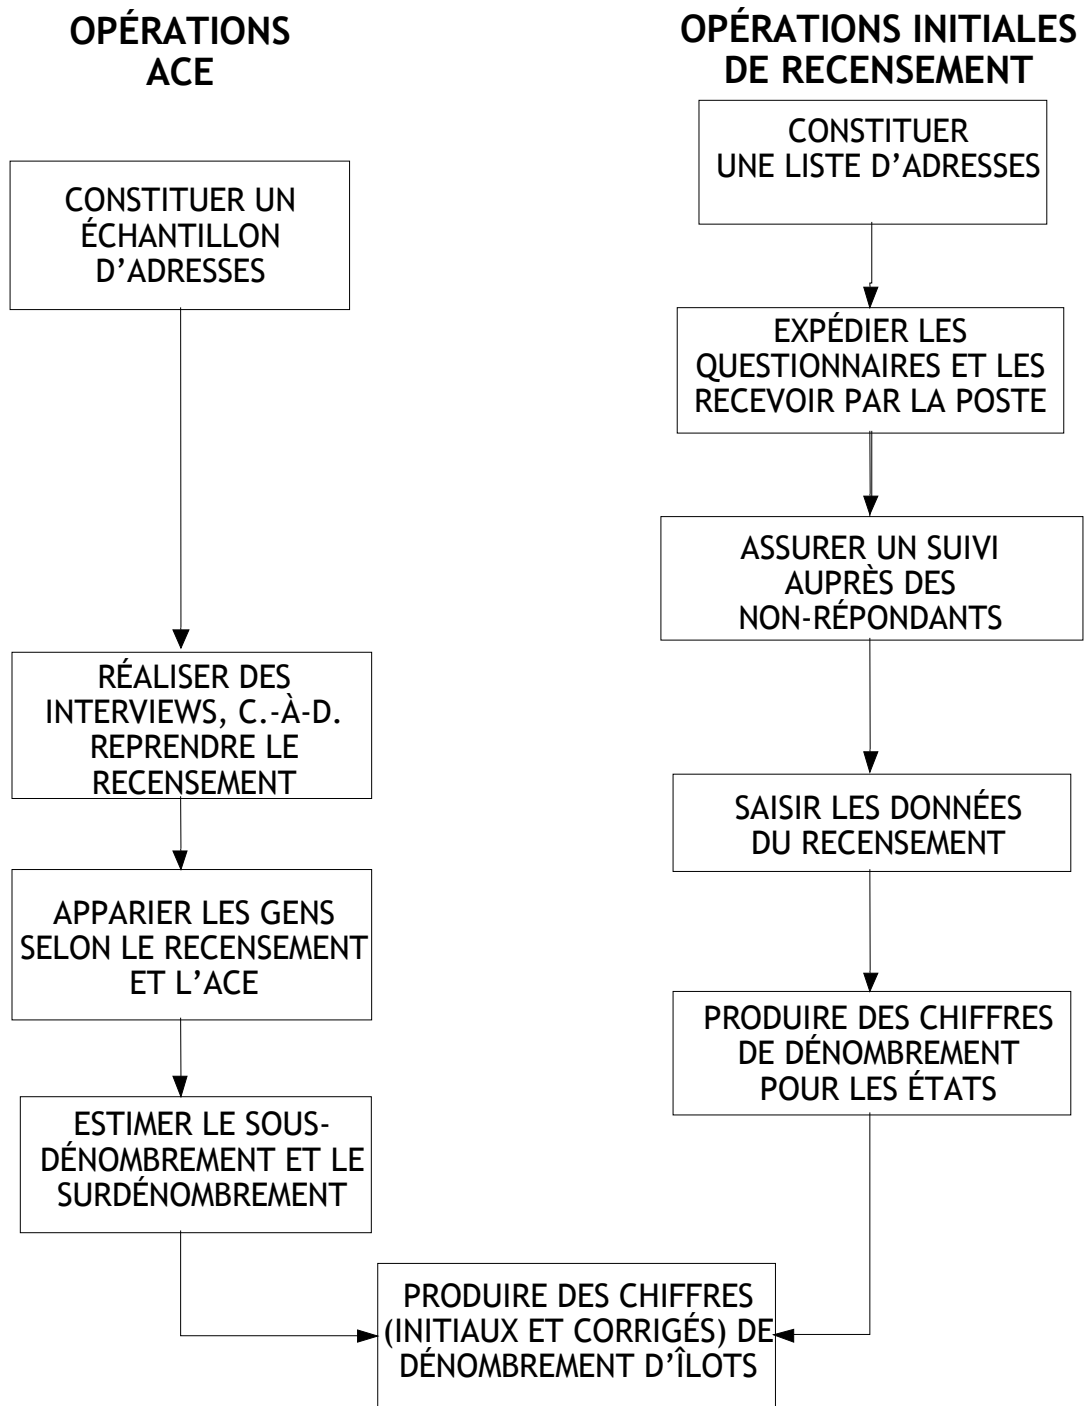 OPÉRATIONS
ACE
CONSTITUER UN
ÉCHANTILLON
D’ADRESSES
RÉALISER DES
INTERVIEWS, C.-À-D.
REPRENDRE LE
RECENSEMENT
APPARIER LES GENS
SELON LE RECENSEMENT
ET L’ACE
ESTIMER LE SOUS-
DÉNOMBREMENT ET LE
SURDÉNOMBREMENT
OPÉRATIONS INITIALES
DE RECENSEMENT
CONSTITUER
UNE LISTE D’ADRESSES
EXPÉDIER LES
QUESTIONNAIRES ET LES
RECEVOIR PAR LA POSTE
ASSURER UN SUIVI
AUPRÈS DES
NON-RÉPONDANTS
SAISIR LES DONNÉES
DU RECENSEMENT
PRODUIRE DES CHIFFRES
DE DÉNOMBREMENT
POUR LES ÉTATS
PRODUIRE DES CHIFFRES
(INITIAUX ET CORRIGÉS) DE
DÉNOMBREMENT D’ÎLOTS